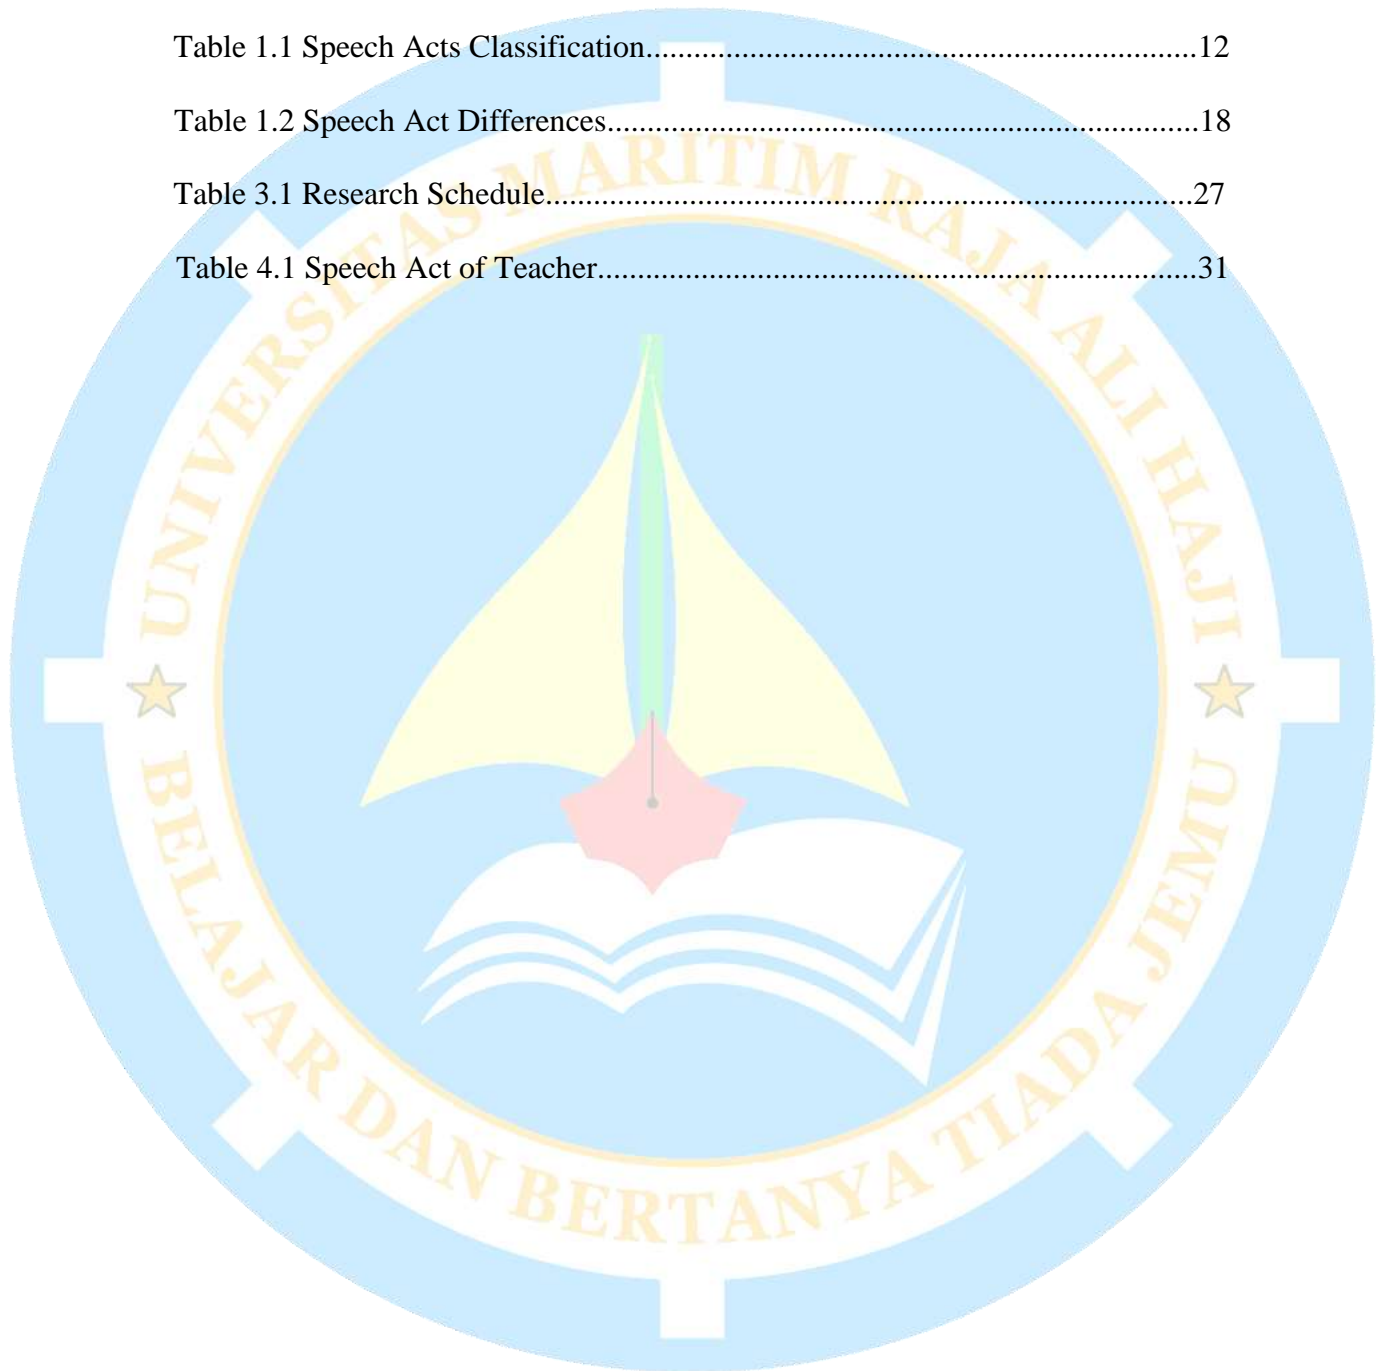 Table 1.1 Speech Acts Classification......................................................................12
Table 1.2 Speech Act Differences...........................................................................18
Table 3.1 Research Schedule..................................................................................27
Table 4.1 Speech Act of Teacher............................................................................31
UNIVERSITAS MARITIM RAJA ALI HAJI
BELAJAR DAN BERTANYA TIADA JEMU